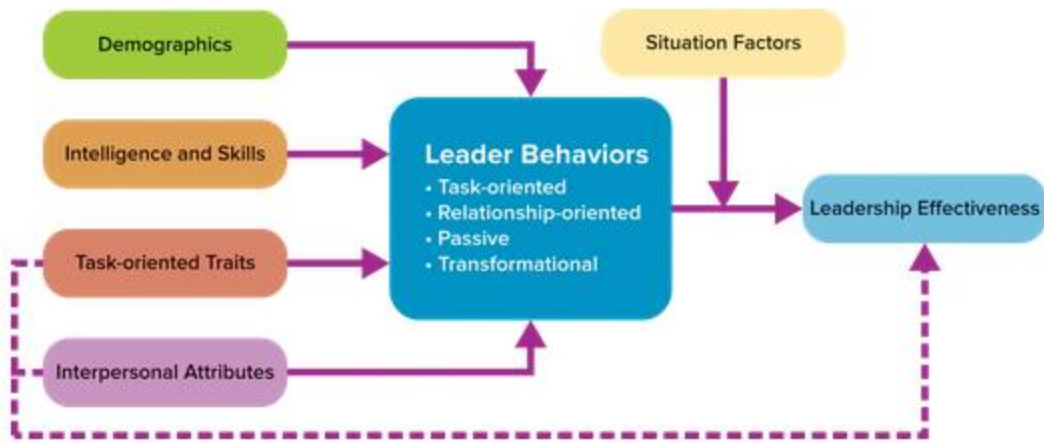 Demographics
Situation Factors
Intelligence and Skills
Leader Behaviors
• Task-oriented
• Relationship-oriented
• Passive
• Transformational
Leadership Effectiveness
Task-oriented Traits
Interpersonal Attributes